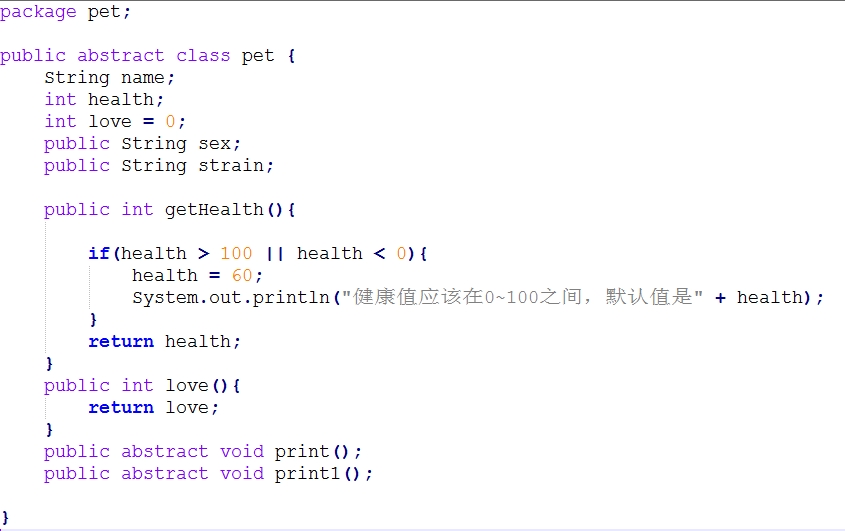 package pet;
public abstract class pet {
String name;
int health;
int love = 0;
public String sex;
public String strain;
public int getHealth(){
if(health > 100 || health < 0){
health = 60;
System.out.println("健康值应该在0~100之间，默认值是" + health);
}
return health;
}
public int love(){
return love;
}
public abstract void print();
public abstract void print1();
}